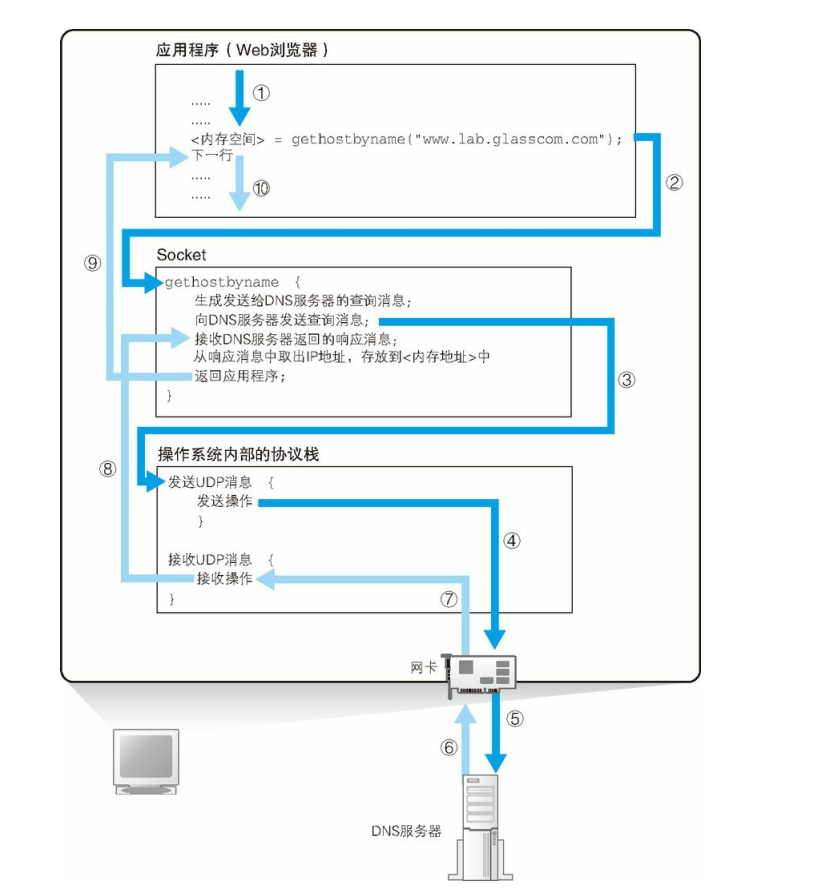 应用程序（Web浏览器）
①
.....
.....
<内存空间> = gethostbyname("www.lab.glasscom.com");
下一行
②
.....
⑩
.....
Socket
⑨
gethostbyname {
生成发送给DNS服务器的查询消息;
向DNS服务器发送查询消息;
接收DNS服务器返回的响应消息;
从响应消息中取出IP地址，存放到<内存地址>中
返回应用程序;
③
}
操作系统内部的协议栈
⑧
发送UDP消息 {
发送操作
}
④
接收UDP消息 {
接收操作
}
⑦
网卡
⑤
⑥
DNS服务器